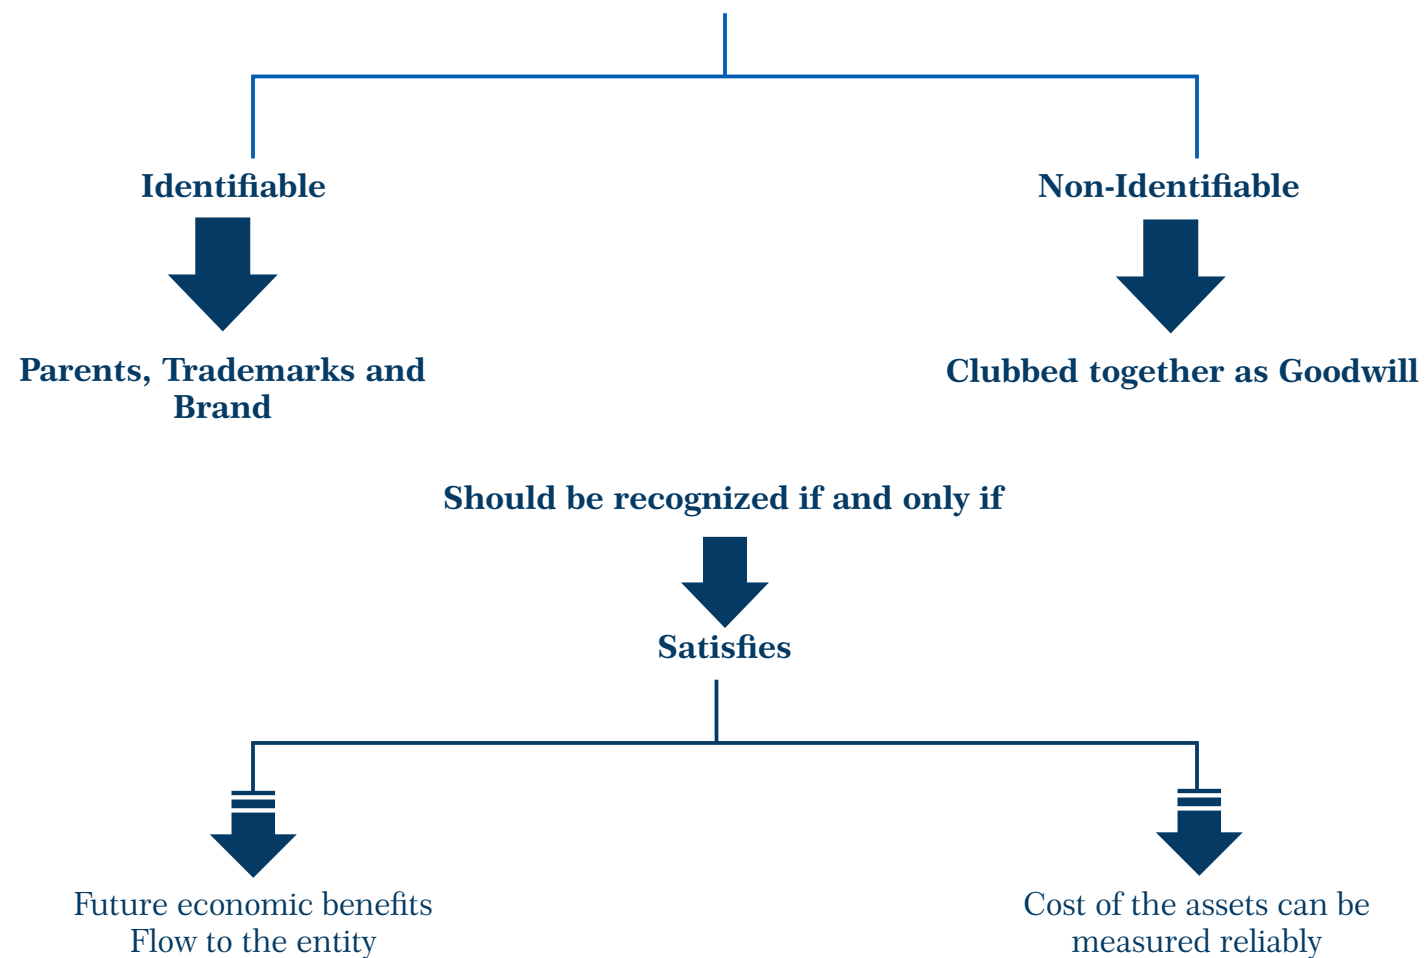 Identifiable
Non-Identifiable
Parents, Trademarks and
Brand
Clubbed together as Goodwill
Should be recognized if and only if
Satisfies
Future economic benefits
Flow to the entity
Cost of the assets can be
measured reliably